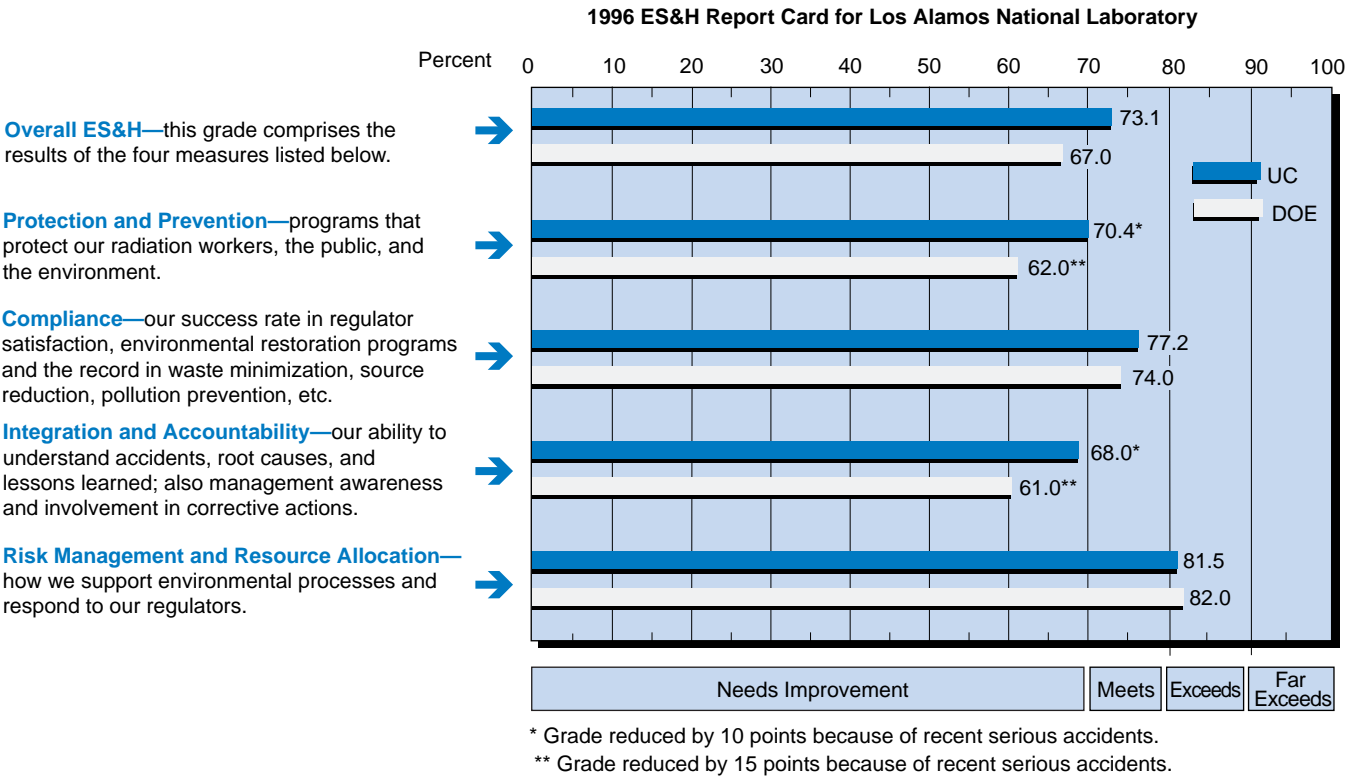 1996 ES&H Report Card for Los Alamos National Laboratory
Percent 0 10 20 30 40 50 60 70 80 90 100
Overall ES&H—this grade comprises the
results of the four measures listed below.
73.1
67.0
UC
DOE
Protection and Prevention—programs that
protect our radiation workers, the public, and
the environment.
70.4*
62.0**
Compliance—our success rate in regulator
satisfaction, environmental restoration programs
and the record in waste minimization, source
reduction, pollution prevention, etc.
77.2
74.0
Integration and Accountability—our ability to
understand accidents, root causes, and
lessons learned; also management awareness
and involvement in corrective actions.
68.0*
61.0**
Risk Management and Resource Allocation—
how we support environmental processes and
respond to our regulators.
81.5
82.0
Needs Improvement
Meets
Exceeds
Far
Exceeds
* Grade reduced by 10 points because of recent serious accidents.
** Grade reduced by 15 points because of recent serious accidents.